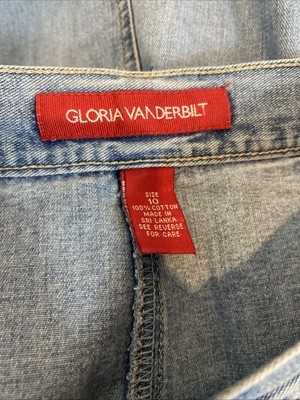 GLORIA VANDERBILT
SIZE
10
100% COTTON
MADE IN
SRI LANKA
SEE REVERSE
FOR CARE